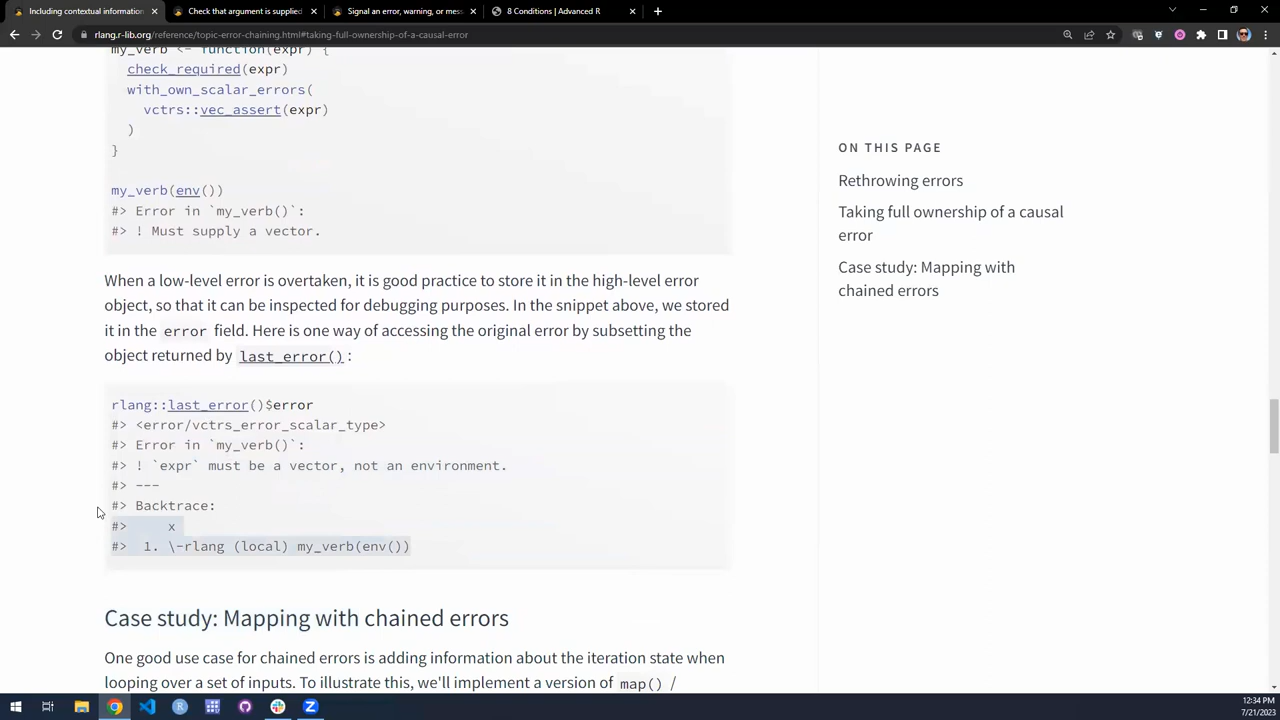 Including contextual information
Check that argument is supplied
Signal an error, warning, or mess
8 Conditions | Advanced R
rlang.r-lib.org/reference/topic-error-chaining.html#taking-full-ownership-of-a-causal-error
my_verb <- function(expr) {
check_required(expr)
with_own_scalar_errors(
vctrs::vec_assert(expr)
)
}
my_verb(env())
#> Error in `my_verb()`:
#> ! Must supply a vector.
When a low-level error is overtaken, it is good practice to store it in the high-level error
object, so that it can be inspected for debugging purposes. In the snippet above, we stored
it in the error field. Here is one way of accessing the original error by subsetting the
object returned by last_error() :
rlang::last_error()$error
#> <error/vctrs_error_scalar_type>
#> Error in `my_verb()`:
#> ! `expr` must be a vector, not an environment.
#> ---
#> Backtrace:
#> x
#> 1. \-rlang (local) my_verb(env())
Case study: Mapping with chained errors
One good use case for chained errors is adding information about the iteration state when
looping over a set of inputs. To illustrate this, we'll implement a version of map() /
ON THIS PAGE
Rethrowing errors
Taking full ownership of a causal
error
Case study: Mapping with
chained errors
12:34 PM
7/21/2023